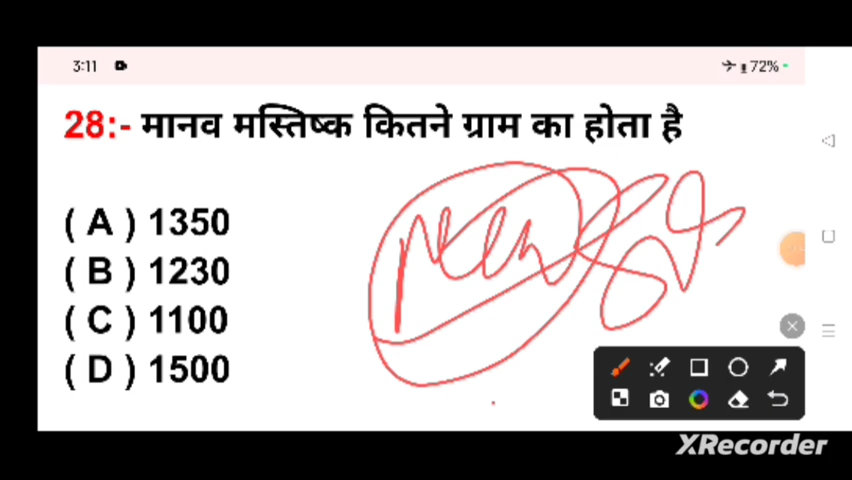 3:11 72%
28:- मानव मस्तिष्क कितने ग्राम का होता है
( A ) 1350
( B ) 1230
( C ) 1100
( D ) 1500
XRecorder